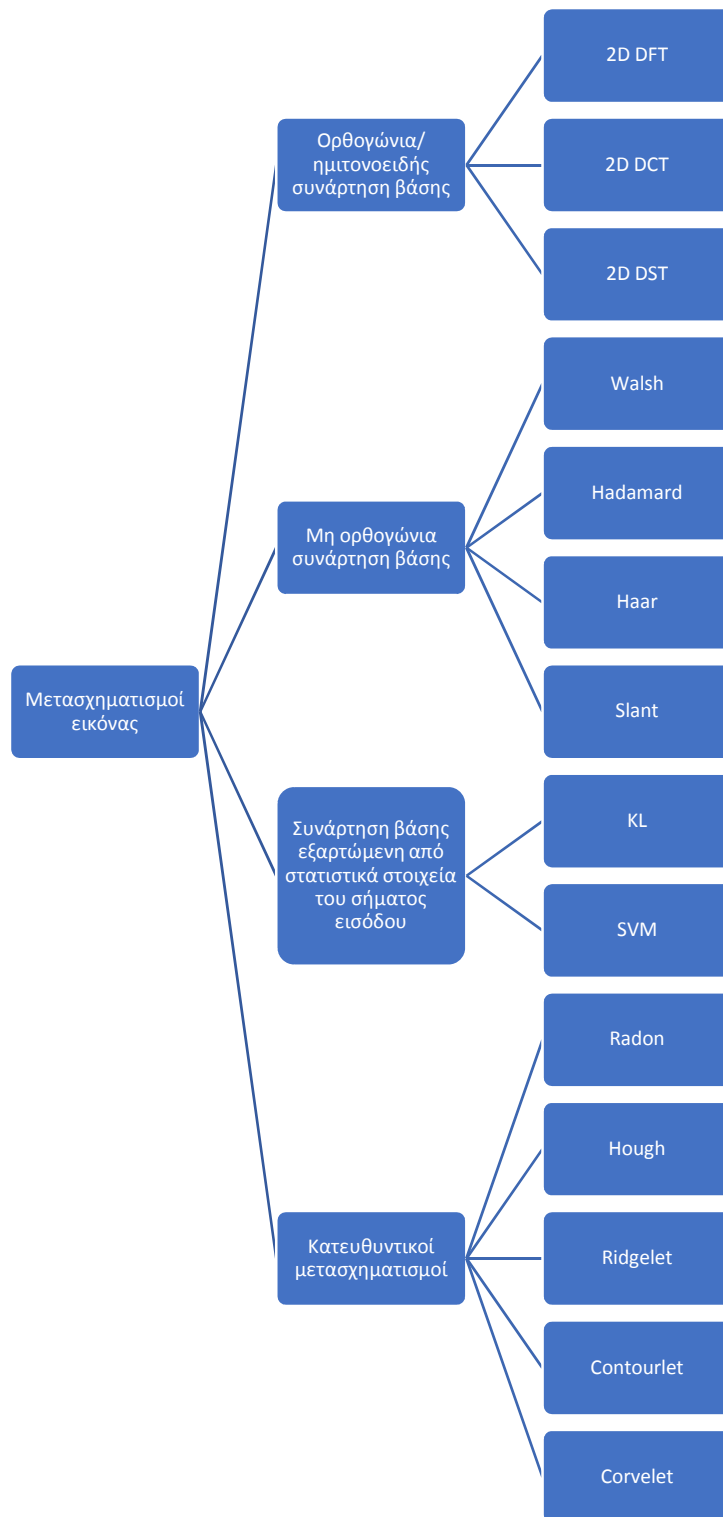 Μετασχηματισμοί
εικόνας
Ορθογώνια/
ημιτονοειδής
συνάρτηση βάσης
2D DFT
2D DCT
2D DST
Μη ορθογώνια
συνάρτηση βάσης
Walsh
Hadamard
Haar
Slant
Συνάρτηση βάσης
εξαρτώμενη από
στατιστικά στοιχεία
του σήματος
εισόδου
KL
SVM
Κατευθυντικοί
μετασχηματισμοί
Radon
Hough
Ridgelet
Contourlet
Corvelet